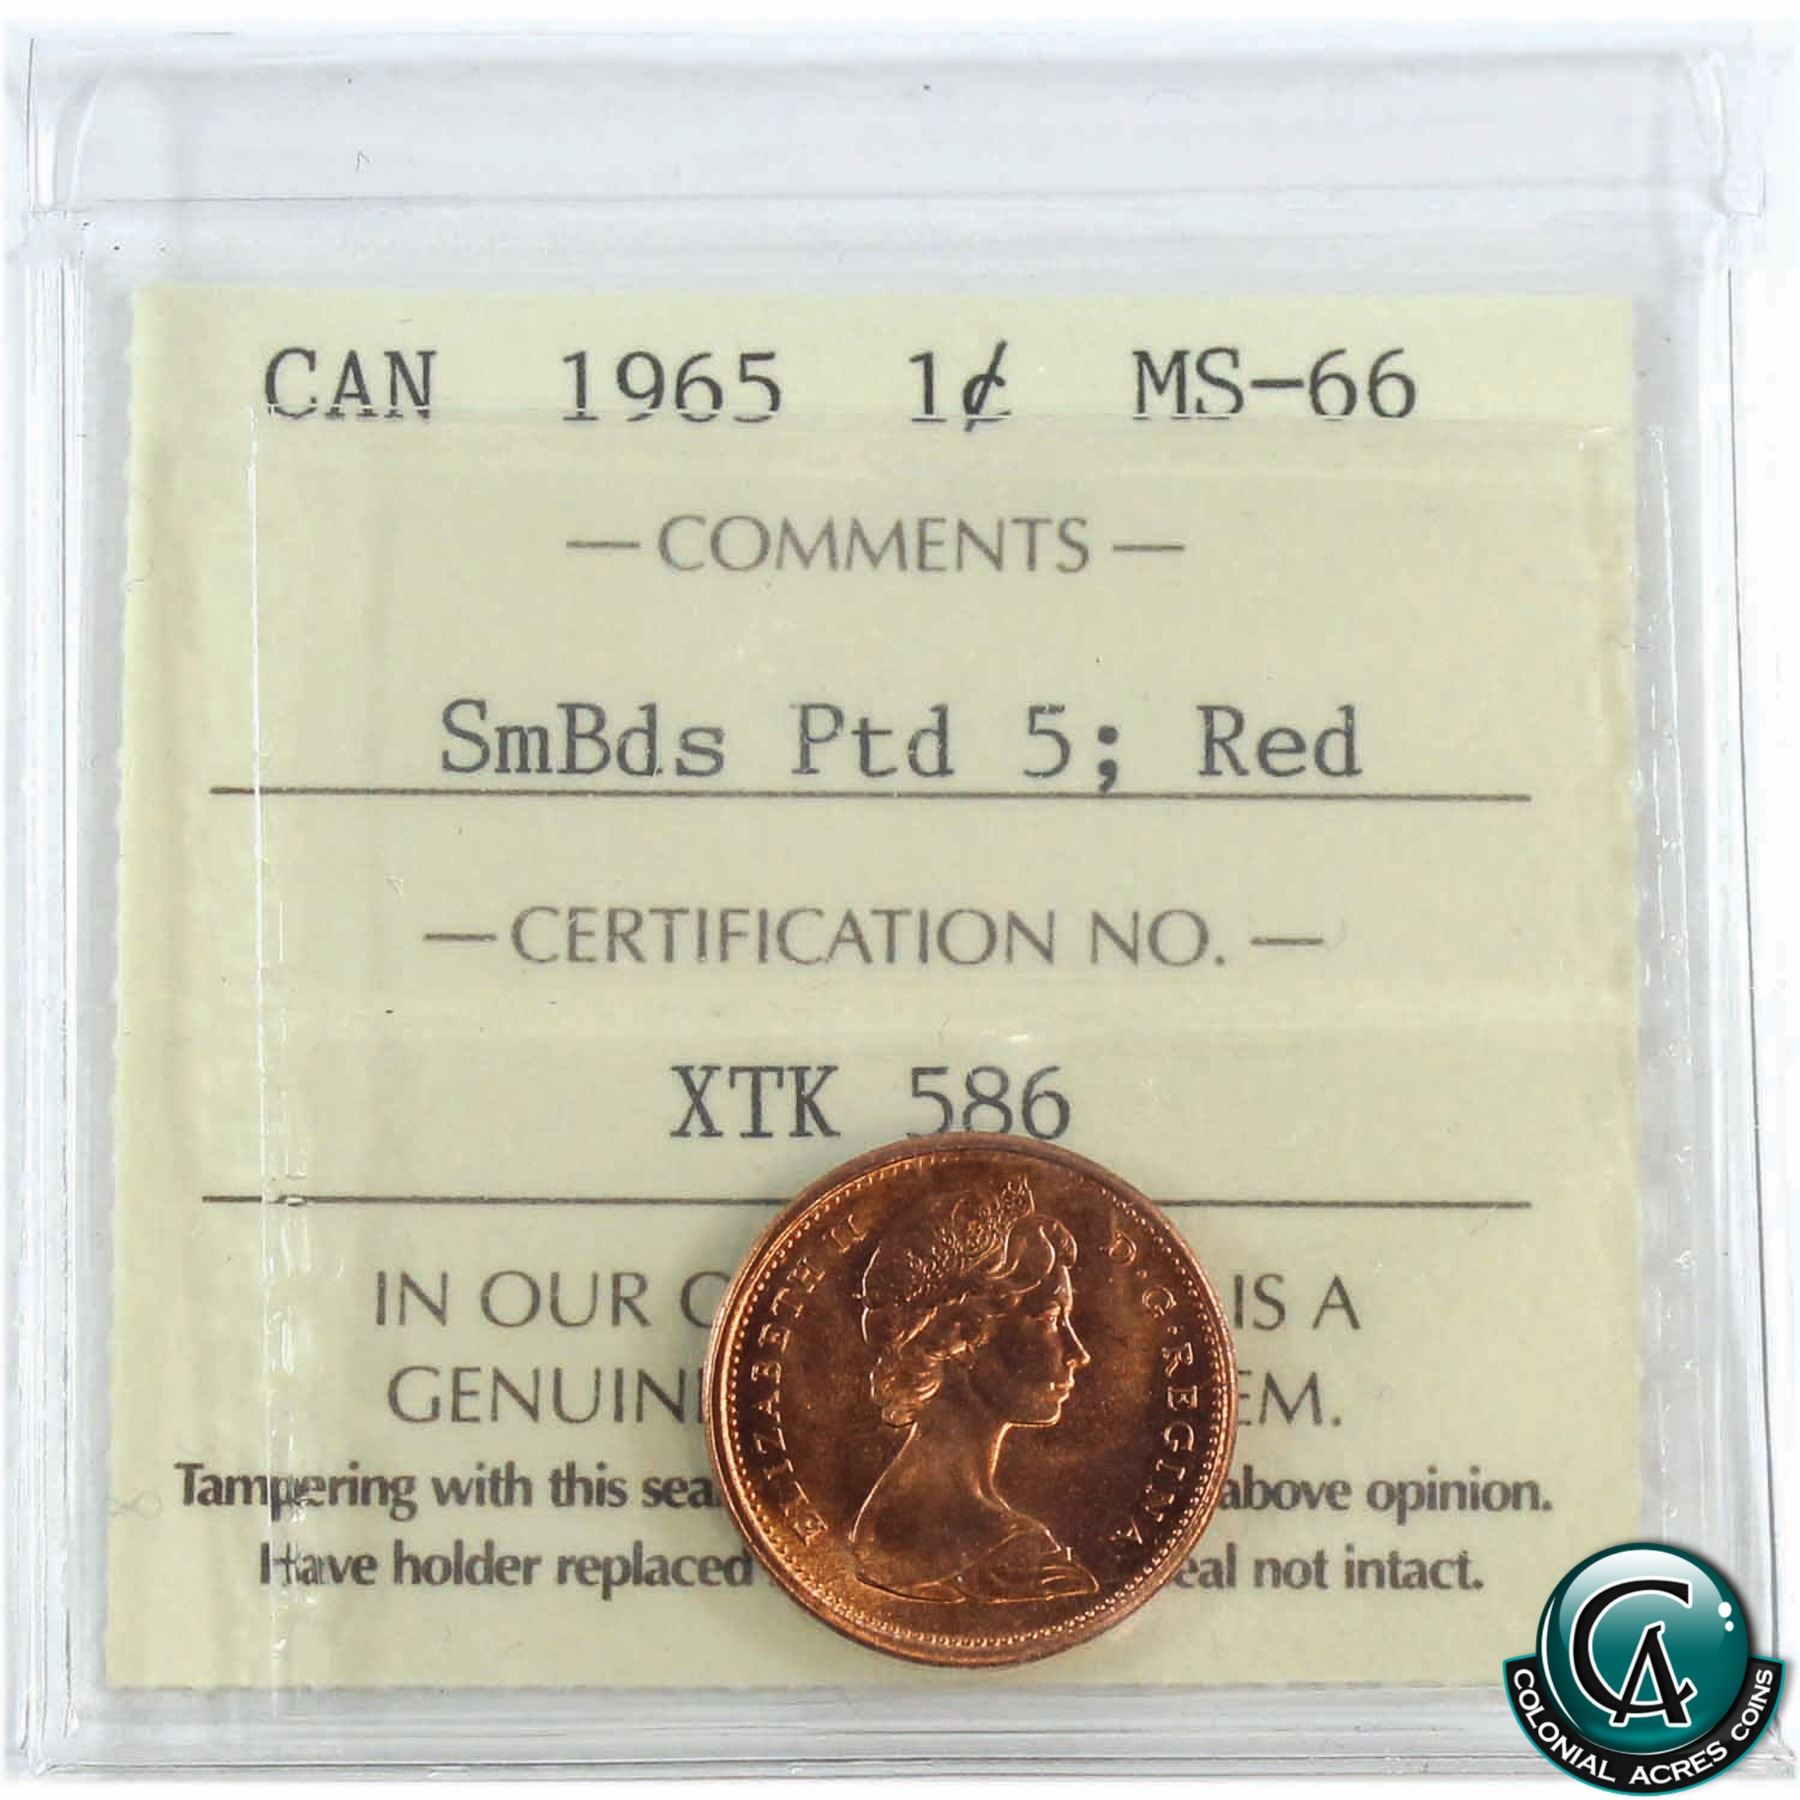 CAN 1965 1¢ MS-66
— COMMENTS —
SmBds Ptd 5; Red
— CERTIFICATION NO. —
XTK 586
IN OUR IS A
GENUIN EM.
Tampering with this sea above opinion.
Have holder replaced eal not intact.
ELIZABETH II D·G·REGINA
CA
COLONIAL ACRES COINS